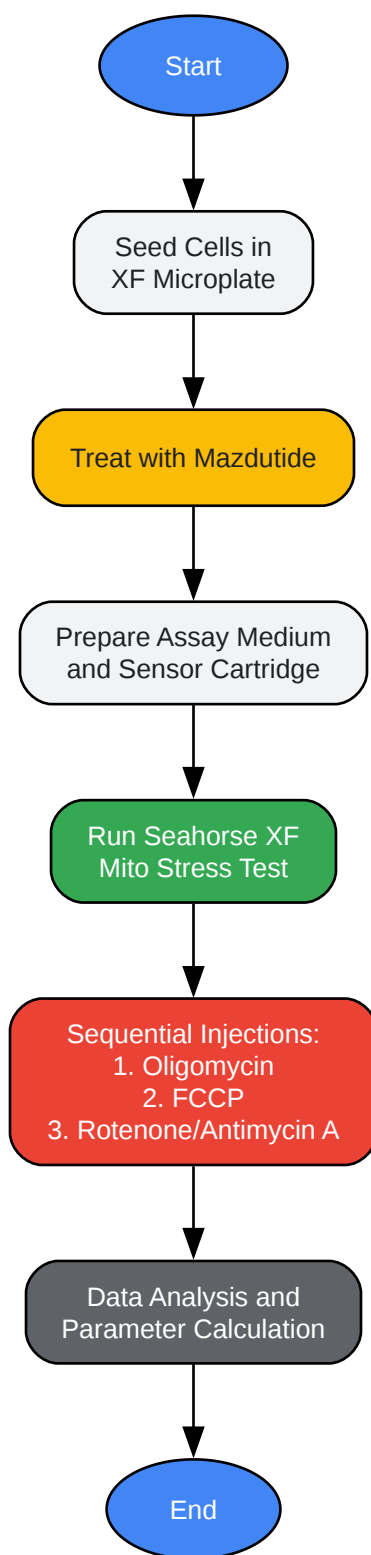 Start
Seed Cells in
XF Microplate
Treat with Mazdutide
Prepare Assay Medium
and Sensor Cartridge
Run Seahorse XF
Mito Stress Test
Sequential Injections:
1. Oligomycin
2. FCCP
3. Rotenone/Antimycin A
Data Analysis and
Parameter Calculation
End